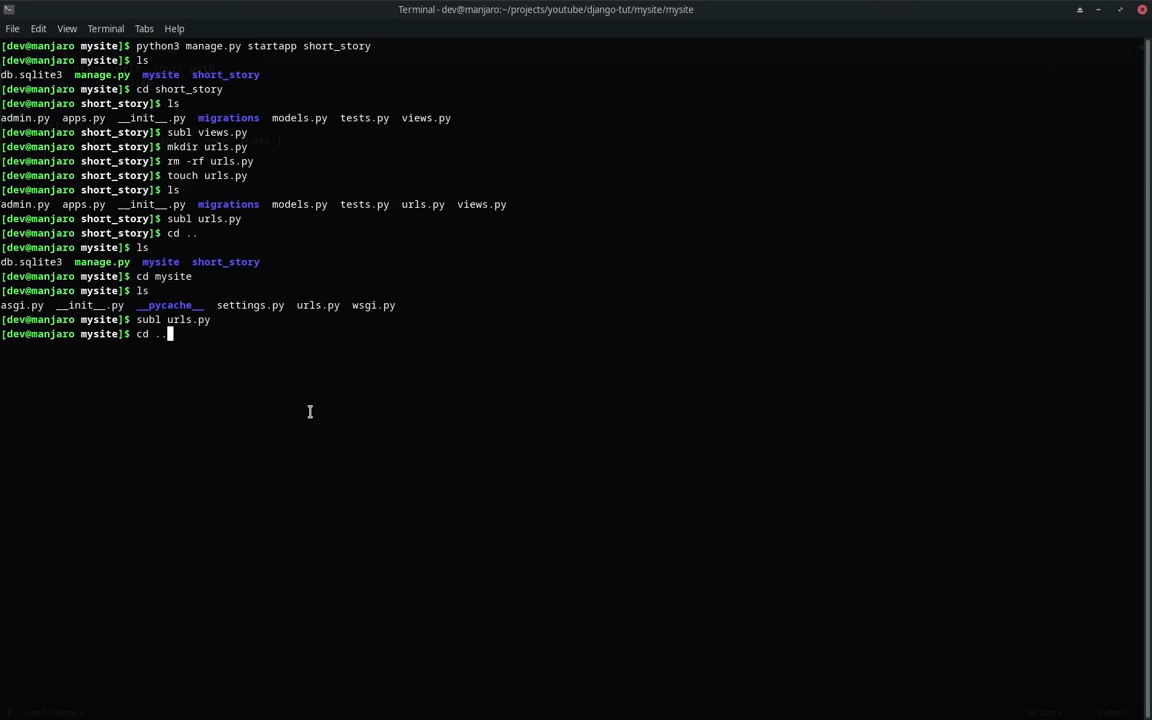 Terminal - dev@manjaro:~/projects/youtube/django-tut/mysite/mysite
File Edit View Terminal Tabs Help
[dev@manjaro mysite]$ python3 manage.py startapp short_story
[dev@manjaro mysite]$ ls
db.sqlite3 manage.py mysite short_story
[dev@manjaro mysite]$ cd short_story
[dev@manjaro short_story]$ ls
admin.py apps.py __init__.py migrations models.py tests.py views.py
[dev@manjaro short_story]$ subl views.py
[dev@manjaro short_story]$ mkdir urls.py
[dev@manjaro short_story]$ rm -rf urls.py
[dev@manjaro short_story]$ touch urls.py
[dev@manjaro short_story]$ ls
admin.py apps.py __init__.py migrations models.py tests.py urls.py views.py
[dev@manjaro short_story]$ subl urls.py
[dev@manjaro short_story]$ cd ..
[dev@manjaro mysite]$ ls
db.sqlite3 manage.py mysite short_story
[dev@manjaro mysite]$ cd mysite
[dev@manjaro mysite]$ ls
asgi.py __init__.py __pycache__ settings.py urls.py wsgi.py
[dev@manjaro mysite]$ subl urls.py
[dev@manjaro mysite]$ cd ..